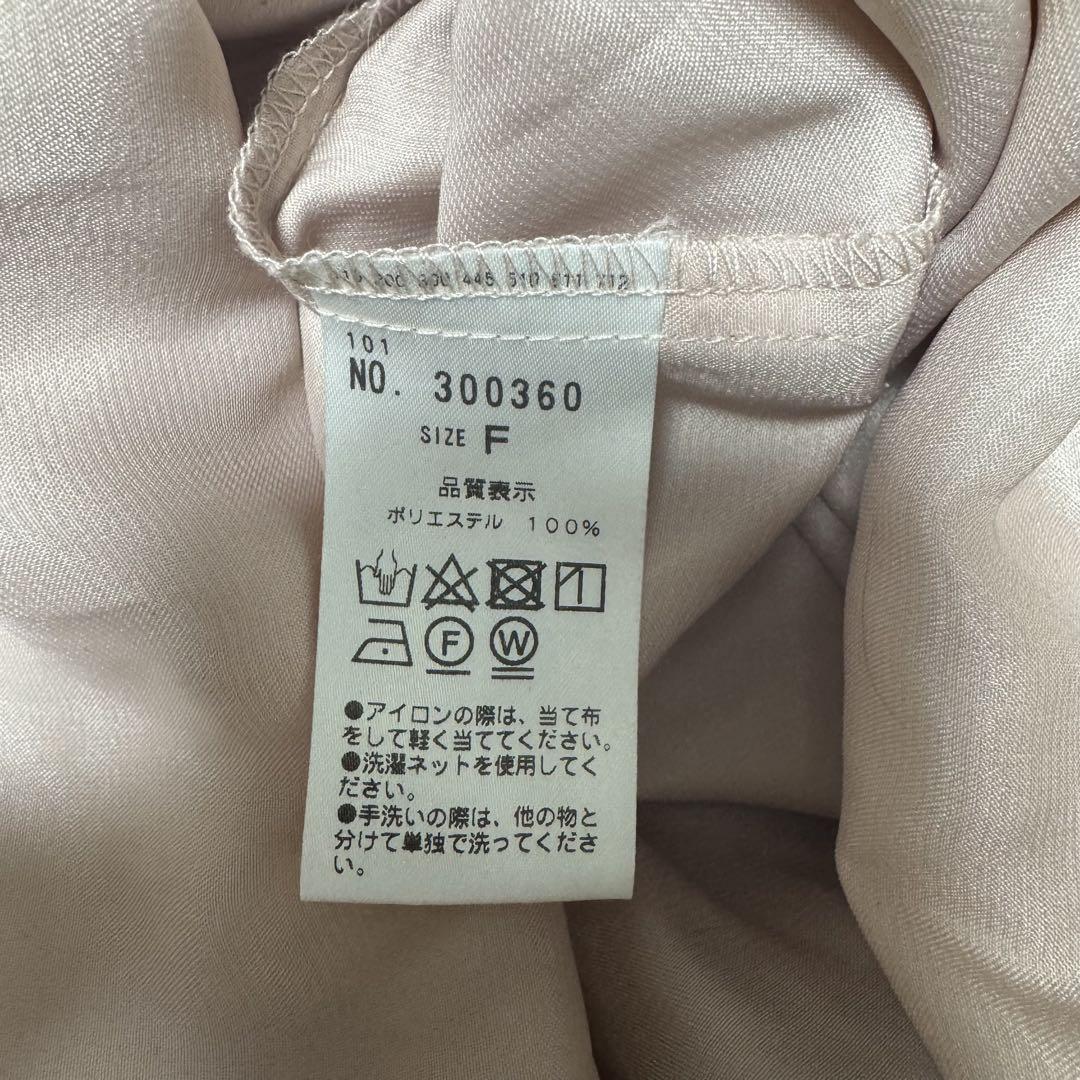 445 510
101
NO. 300360
SIZE F
品質表示
ポリエステル 100%
F W
●アイロンの際は、当て布
をして軽く当ててください。
●洗濯ネットを使用してく
ださい。
●手洗いの際は、他の物と
分けて単独で洗ってくださ
い。